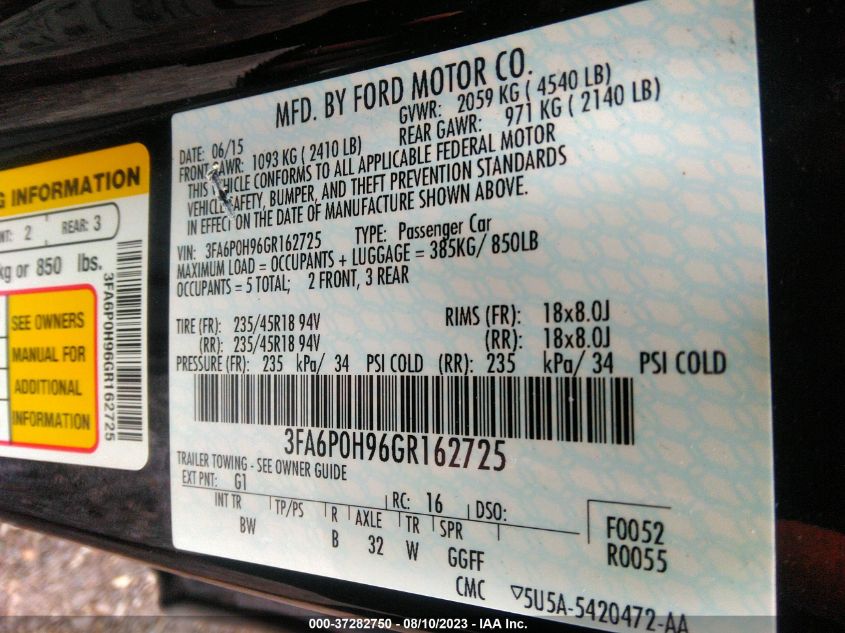 MFD. BY FORD MOTOR CO.
DATE: 06/15 GVWR: 2059 KG ( 4540 LB)
FRONT GAWR: 1093 KG ( 2410 LB) REAR GAWR: 971 KG ( 2140 LB)
THIS VEHICLE CONFORMS TO ALL APPLICABLE FEDERAL MOTOR
VEHICLE SAFETY, BUMPER, AND THEFT PREVENTION STANDARDS
IN EFFECT ON THE DATE OF MANUFACTURE SHOWN ABOVE.
VIN: 3FA6P0H96GR162725 TYPE: Passenger Car
MAXIMUM LOAD = OCCUPANTS + LUGGAGE = 385KG/ 850LB
OCCUPANTS = 5 TOTAL; 2 FRONT, 3 REAR
TIRE (FR): 235/45R18 94V RIMS (FR): 18x8.0J
(RR): 235/45R18 94V (RR): 18x8.0J
PRESSURE (FR): 235 kPa/ 34 PSI COLD (RR): 235 kPa/ 34 PSI COLD
3FA6P0H96GR162725
TRAILER TOWING - SEE OWNER GUIDE
EXT PNT: G1 RC: 16 DSO:
INT TR TP/PS R AXLE TR SPR F0052
BW B 32 W GGFF R0055
CMC ▽5U5A-5420472-AA
INFORMATION
2 REAR: 3
kg or 850 lbs.
SEE OWNERS
MANUAL FOR
ADDITIONAL
INFORMATION
3FA6P0H96GR162725
000-37282750 - 08/10/2023 - IAA Inc.